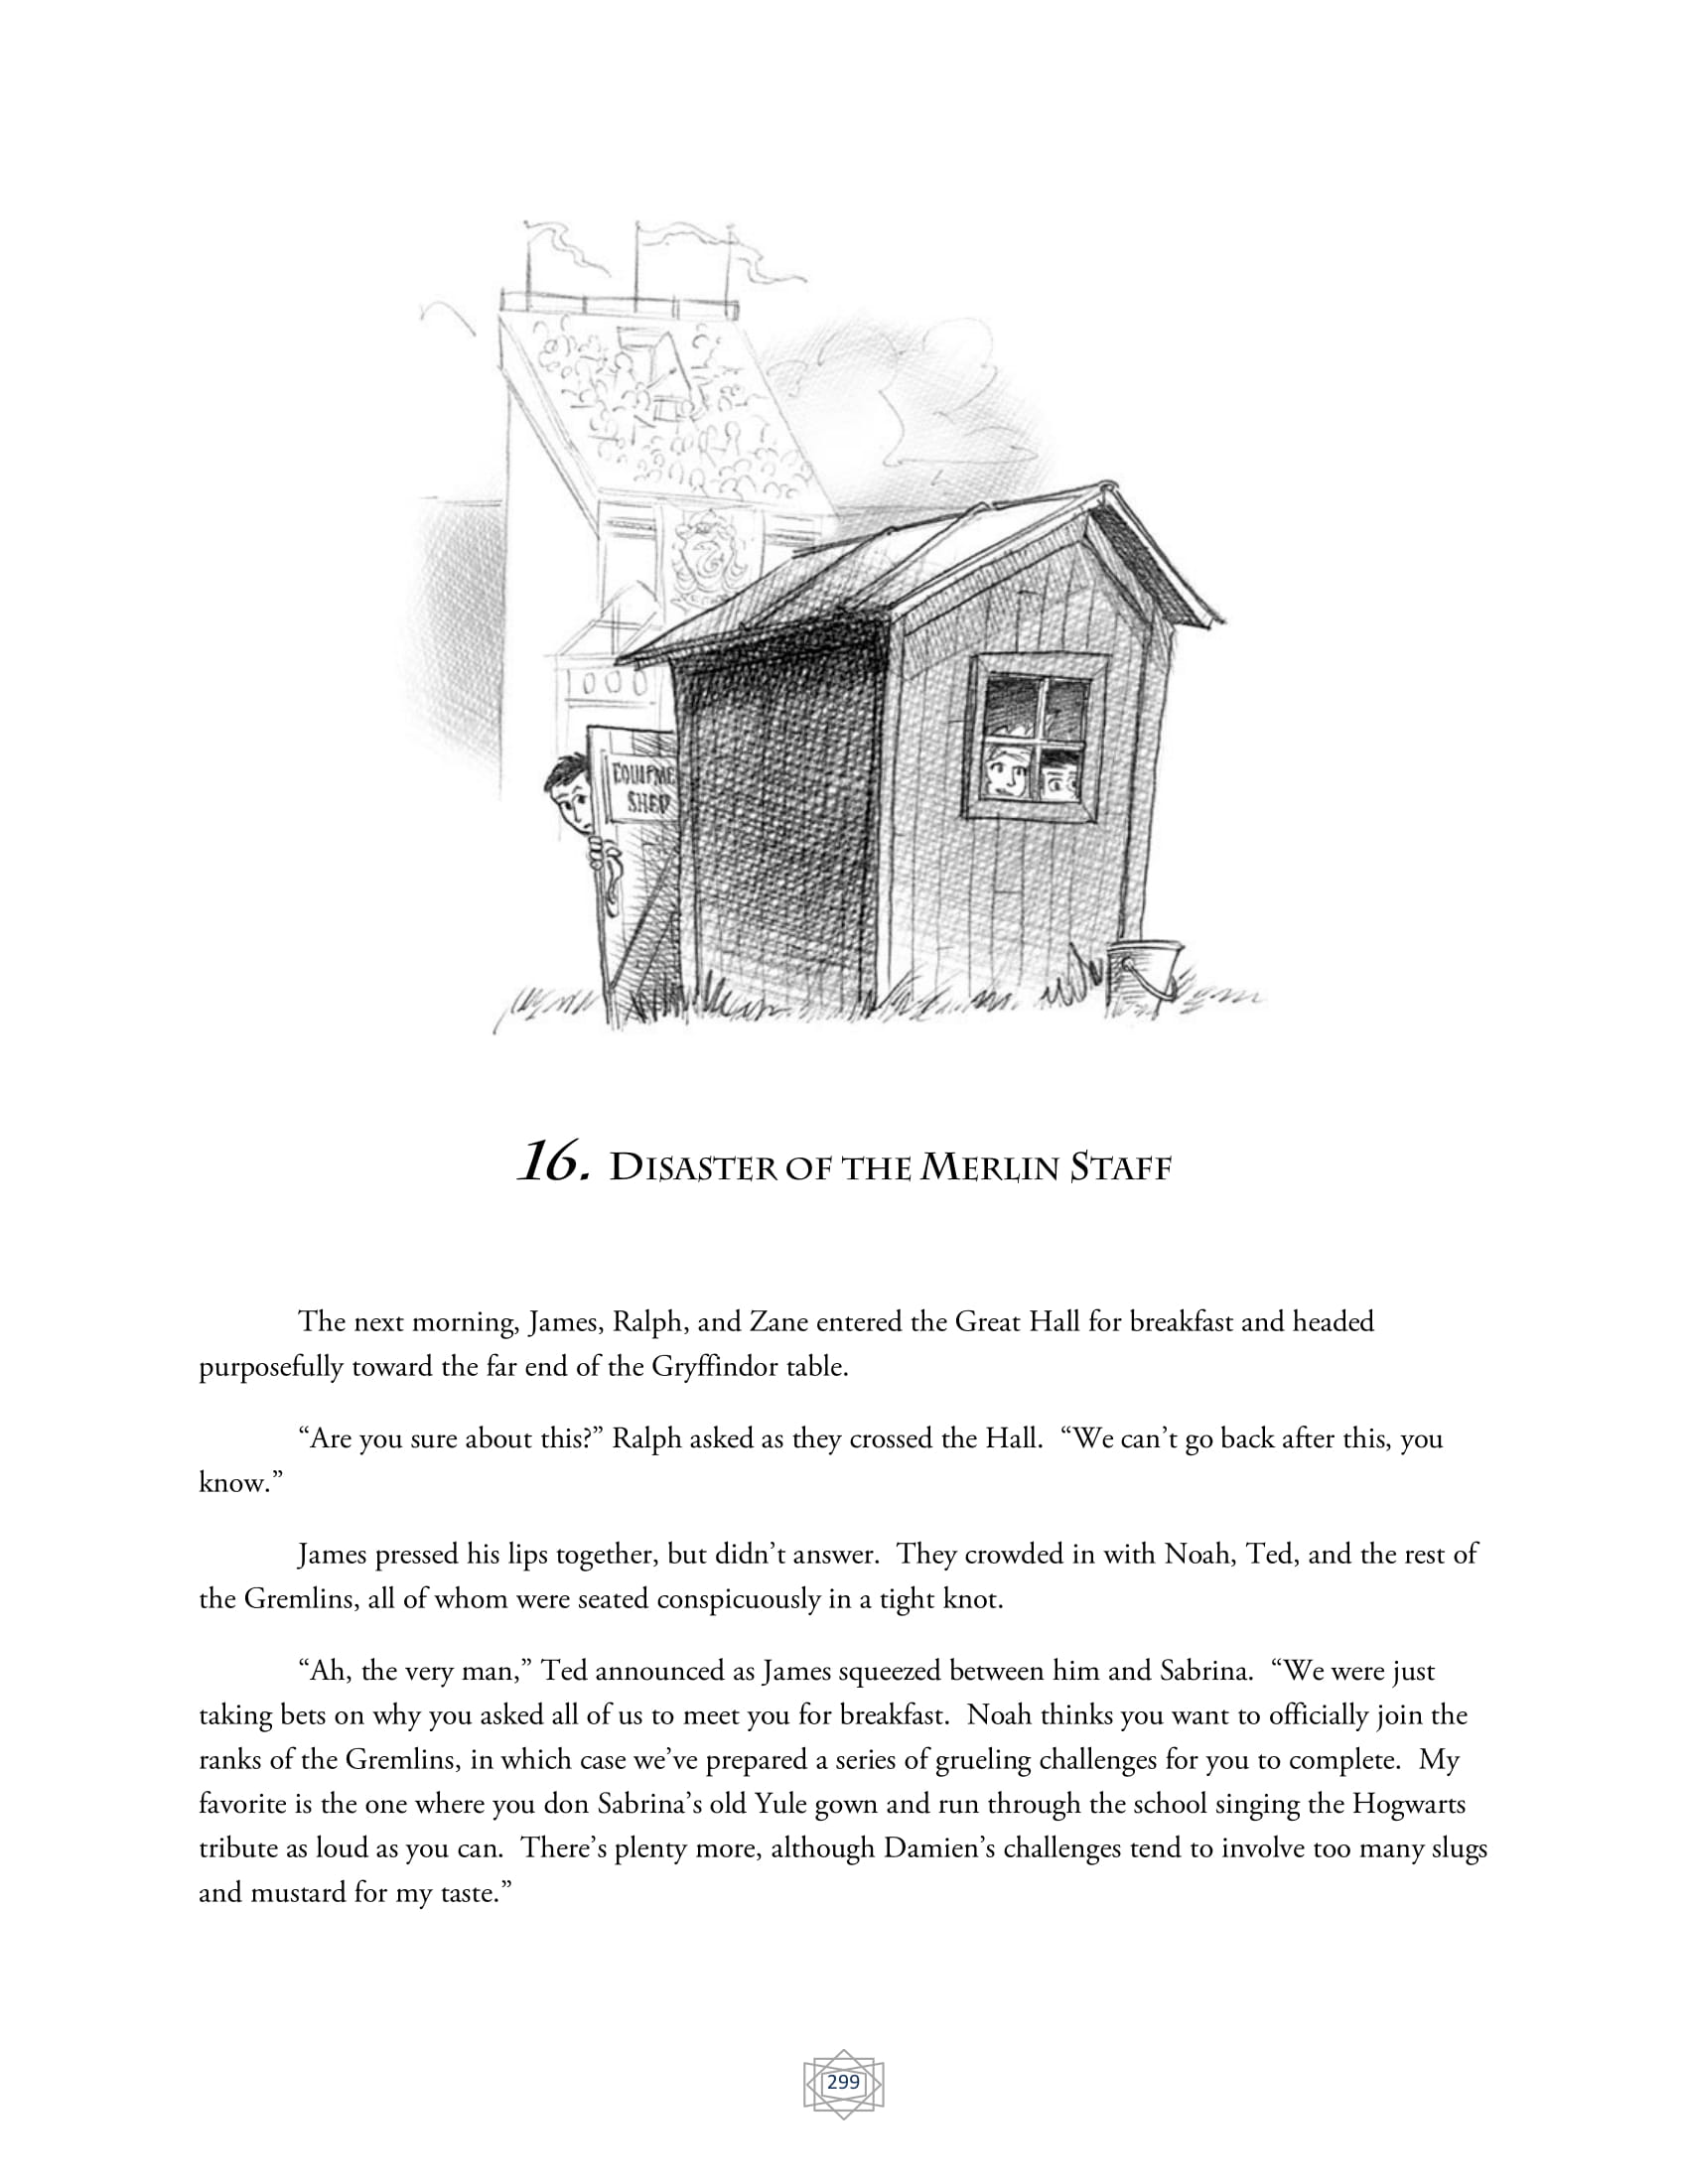 EQUIPME
SHED
16. DISASTER OF THE MERLIN STAFF
The next morning, James, Ralph, and Zane entered the Great Hall for breakfast and headed
purposefully toward the far end of the Gryffindor table.
“Are you sure about this?” Ralph asked as they crossed the Hall.  “We can’t go back after this, you
know.”
James pressed his lips together, but didn’t answer.  They crowded in with Noah, Ted, and the rest of
the Gremlins, all of whom were seated conspicuously in a tight knot.
“Ah, the very man,” Ted announced as James squeezed between him and Sabrina.  “We were just
taking bets on why you asked all of us to meet you for breakfast.  Noah thinks you want to officially join the
ranks of the Gremlins, in which case we’ve prepared a series of grueling challenges for you to complete.  My
favorite is the one where you don Sabrina’s old Yule gown and run through the school singing the Hogwarts
tribute as loud as you can.  There’s plenty more, although Damien’s challenges tend to involve too many slugs
and mustard for my taste.”
299